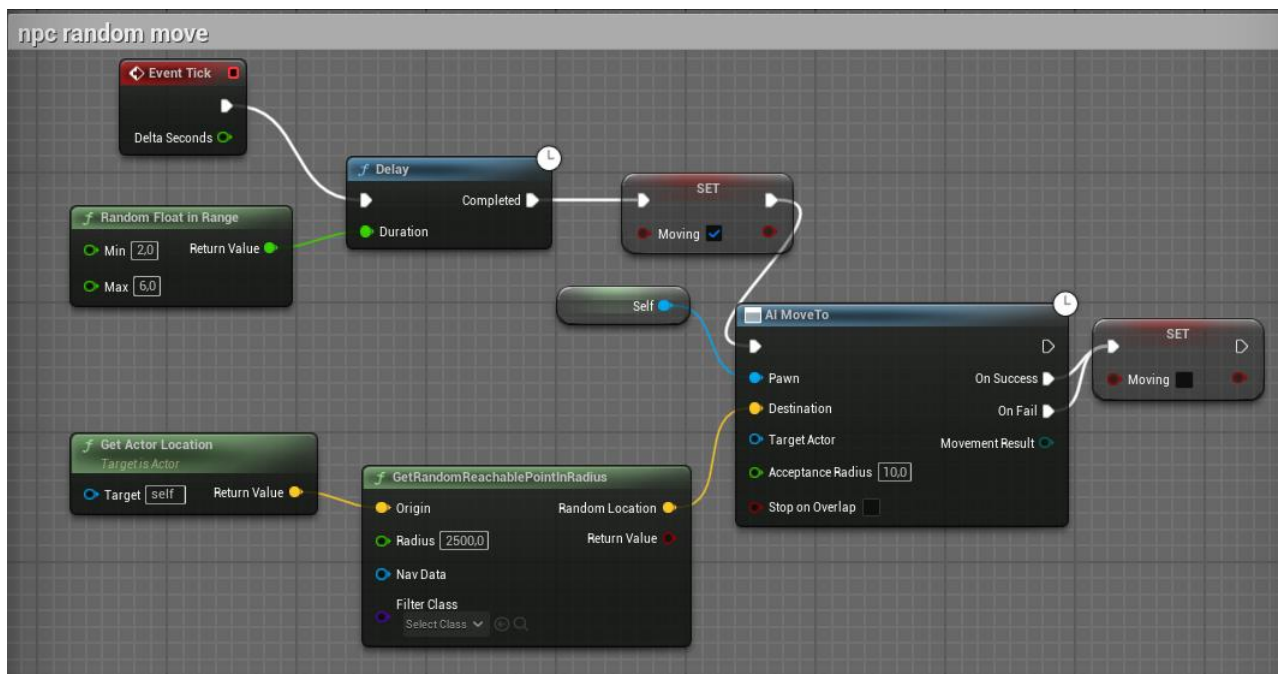 npc random move
Event Tick
Delta Seconds
f Delay
Completed
Duration
f Random Float in Range
Min 2,0 Return Value
Max 6,0
SET
Moving
Self
AI MoveTo
Pawn On Success
Destination On Fail
Target Actor Movement Result
Acceptance Radius 10,0
Stop on Overlap
SET
Moving
f Get Actor Location
Target is Actor
Target self Return Value
f GetRandomReachablePointInRadius
Origin Random Location
Radius 2500,0 Return Value
Nav Data
Filter Class
Select Class